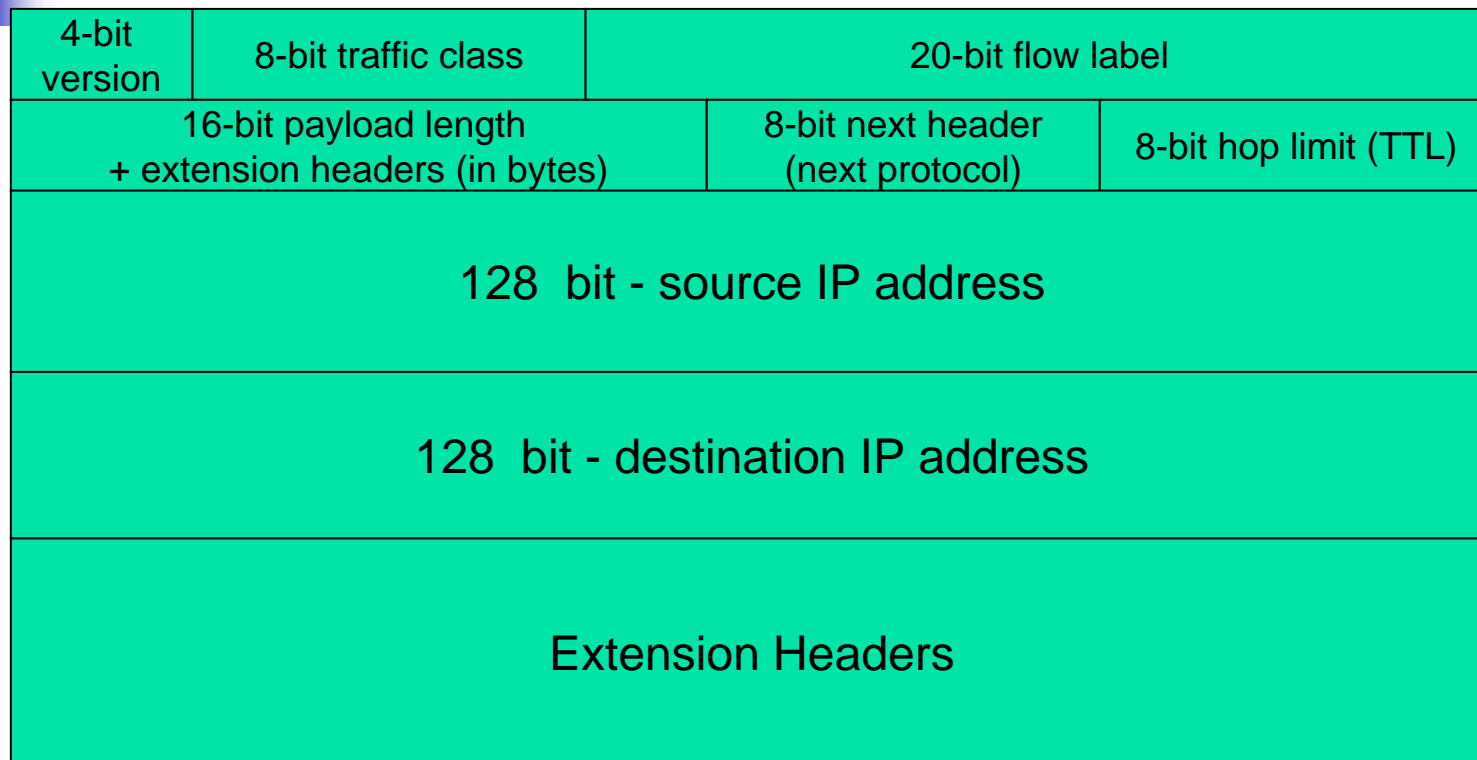 4-bit
version
8-bit traffic class
20-bit flow label
16-bit payload length
+ extension headers (in bytes)
8-bit next header
(next protocol)
8-bit hop limit (TTL)
128 bit - source IP address
128 bit - destination IP address
Extension Headers